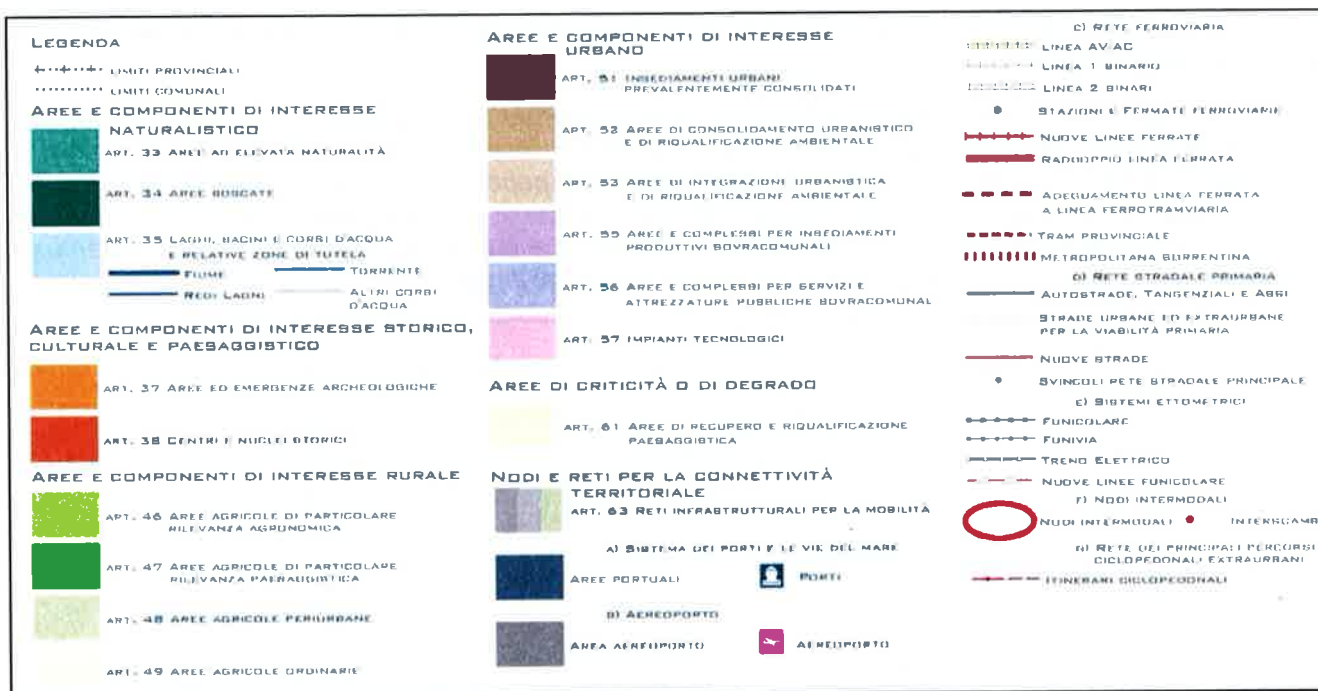 LEGENDA
LIMITI PROVINCIALI
LIMITI COMUNALI
AREE E COMPONENTI DI INTERESSE
NATURALISTICO
ART. 33 AREE AD ELEVATA NATURALITÀ
ART. 34 AREE BOSCATE
ART. 35 LAGHI, BACINI E CORSI D'ACQUA
E RELATIVE ZONE DI TUTELA
FIUME
TORRENTE
REGI LAGNI
ALTRI CORSI
D'ACQUA
AREE E COMPONENTI DI INTERESSE STORICO,
CULTURALE E PAESAGGISTICO
ART. 37 AREE ED EMERGENZE ARCHEOLOGICHE
ART. 38 CENTRI E NUCLEI STORICI
AREE E COMPONENTI DI INTERESSE RURALE
ART. 46 AREE AGRICOLE DI PARTICOLARE
RILEVANZA AGRONOMICA
ART. 47 AREE AGRICOLE DI PARTICOLARE
RILEVANZA PAESAGGISTICA
ART. 48 AREE AGRICOLE PERIURBANE
ART. 49 AREE AGRICOLE ORDINARIE
AREE E COMPONENTI DI INTERESSE
URBANO
ART. 51 INSEDIAMENTI URBANI
PREVALENTEMENTE CONSOLIDATI
ART. 52 AREE DI CONSOLIDAMENTO URBANISTICO
E DI RIQUALIFICAZIONE AMBIENTALE
ART. 53 AREE DI INTEGRAZIONE URBANISTICA
E DI RIQUALIFICAZIONE AMBIENTALE
ART. 55 AREE E COMPLESSI PER INSEDIAMENTI
PRODUTTIVI SOVRACOMUNALI
ART. 56 AREE E COMPLESSI PER SERVIZI E
ATTREZZATURE PUBBLICHE SOVRACOMUNAL
ART. 57 IMPIANTI TECNOLOGICI
AREE DI CRITICITÀ O DI DEGRADO
ART. 61 AREE DI RECUPERO E RIQUALIFICAZIONE
PAESAGGISTICA
NODI E RETI PER LA CONNETTIVITÀ
TERRITORIALE
ART. 63 RETI INFRASTRUTTURALI PER LA MOBILITÀ
A) SISTEMA DEI PORTI E LE VIE DEL MARE
AREE PORTUALI
PORTI
B) AEREOPORTO
AREA AEREOPORTO
AEREOPORTO
C) RETE FERROVIARIA
LINEA AV-AC
LINEA 1 BINARIO
LINEA 2 BINARI
STAZIONI E FERMATE FERROVIARIE
NUOVE LINEE FERRATE
RADDOPPIO LINEA FERRATA
ADEGUAMENTO LINEA FERRATA
A LINEA FERROTRAMVIARIA
TRAM PROVINCIALE
METROPOLITANA SORRENTINA
D) RETE STRADALE PRIMARIA
AUTOSTRADE, TANGENZIALI E ASSI
STRADE URBANE ED EXTRAURBANE
PER LA VIABILITÀ PRIMARIA
NUOVE STRADE
SVINCOLI RETE STRADALE PRINCIPALE
E) SISTEMI ETTOMETRICI
FUNICOLARE
FUNIVIA
TRENO ELETTRICO
NUOVE LINEE FUNICOLARE
F) NODI INTERMODALI
NODI INTERMODALI
INTERSCAMB
G) RETE DEI PRINCIPALI PERCORSI
CICLOPEDONALI EXTRAURBANI
ITINERARI CICLOPEDONALI